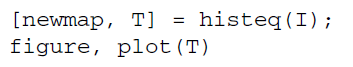 [newmap, T] = histeq(I);
figure, plot(T)